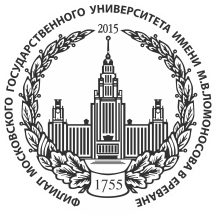 ФИЛИАЛ МОСКОВСКОГО ГОСУДАРСТВЕННОГО УНИВЕРСИТЕТА ИМЕНИ М.В.ЛОМОНОСОВА В ЕРЕВАНЕ
2015
1755